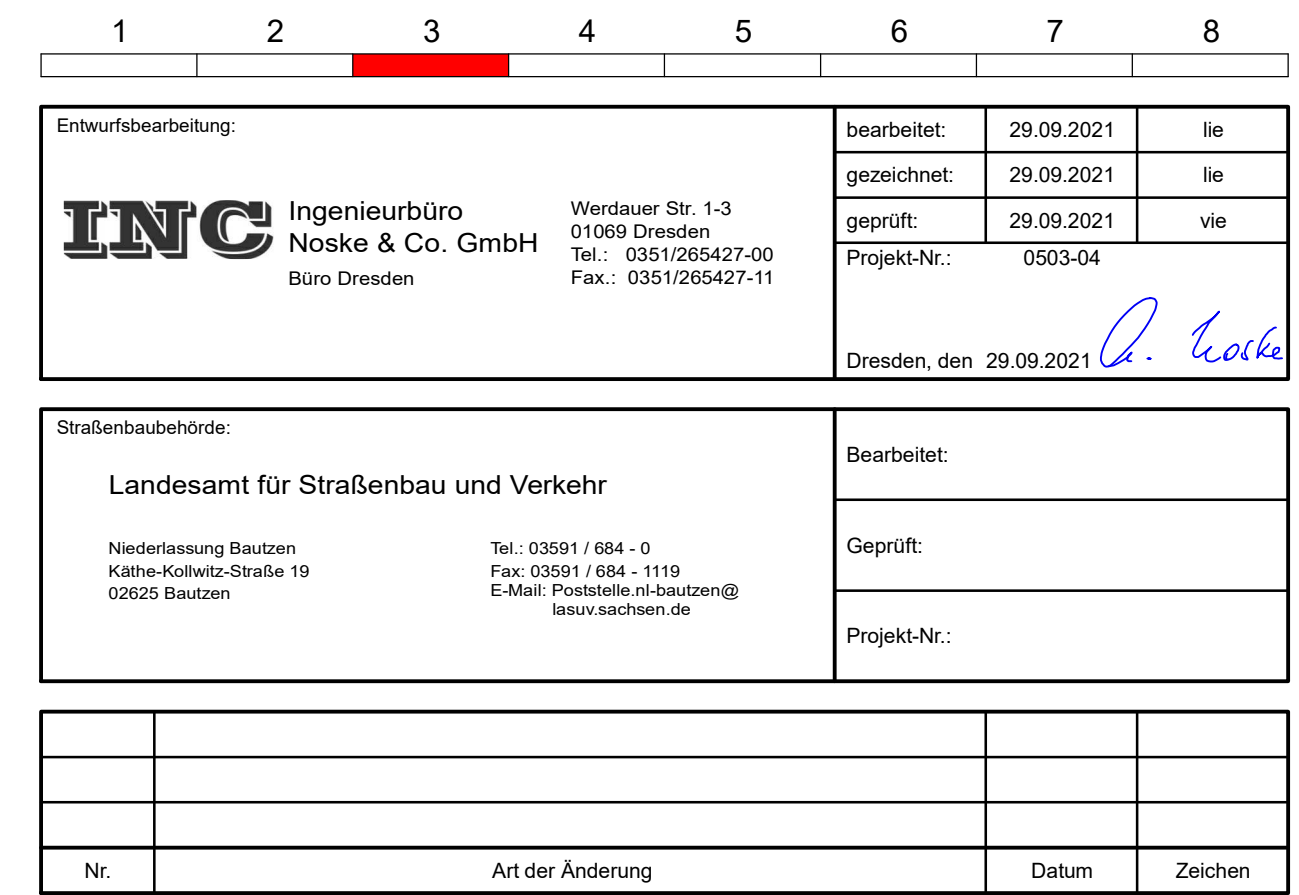 1 2 3 4 5 6 7 8
Entwurfsbearbeitung:
INC
Ingenieurbüro
Noske & Co. GmbH
Büro Dresden
Werdauer Str. 1-3
01069 Dresden
Tel.: 0351/265427-00
Fax.: 0351/265427-11
bearbeitet: 29.09.2021 lie
gezeichnet: 29.09.2021 lie
geprüft: 29.09.2021 vie
Projekt-Nr.: 0503-04
Dresden, den 29.09.2021 Noske
Straßenbaubehörde:
Landesamt für Straßenbau und Verkehr
Niederlassung Bautzen
Käthe-Kollwitz-Straße 19
02625 Bautzen
Tel.: 03591 / 684 - 0
Fax: 03591 / 684 - 1119
E-Mail: Poststelle.nl-bautzen@
lasuv.sachsen.de
Bearbeitet:
Geprüft:
Projekt-Nr.:
Nr. Art der Änderung Datum Zeichen